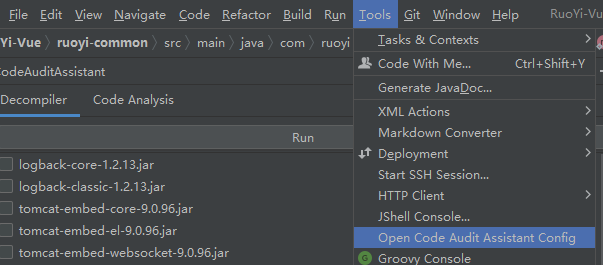 View Navigate Code Refactor Build Run Tools Git Window Help RuoYi-Vu
Yi-Vue ruoyi-common src main java com ruoyi
CodeAuditAssistant
Decompiler Code Analysis
Run
logback-core-1.2.13.jar
logback-classic-1.2.13.jar
tomcat-embed-core-9.0.96.jar
tomcat-embed-el-9.0.96.jar
tomcat-embed-websocket-9.0.96.jar
Tasks & Contexts
Code With Me... Ctrl+Shift+Y
Generate JavaDoc...
XML Actions
Markdown Converter
Deployment
Start SSH Session...
HTTP Client
JShell Console...
Open Code Audit Assistant Config
Groovy Console